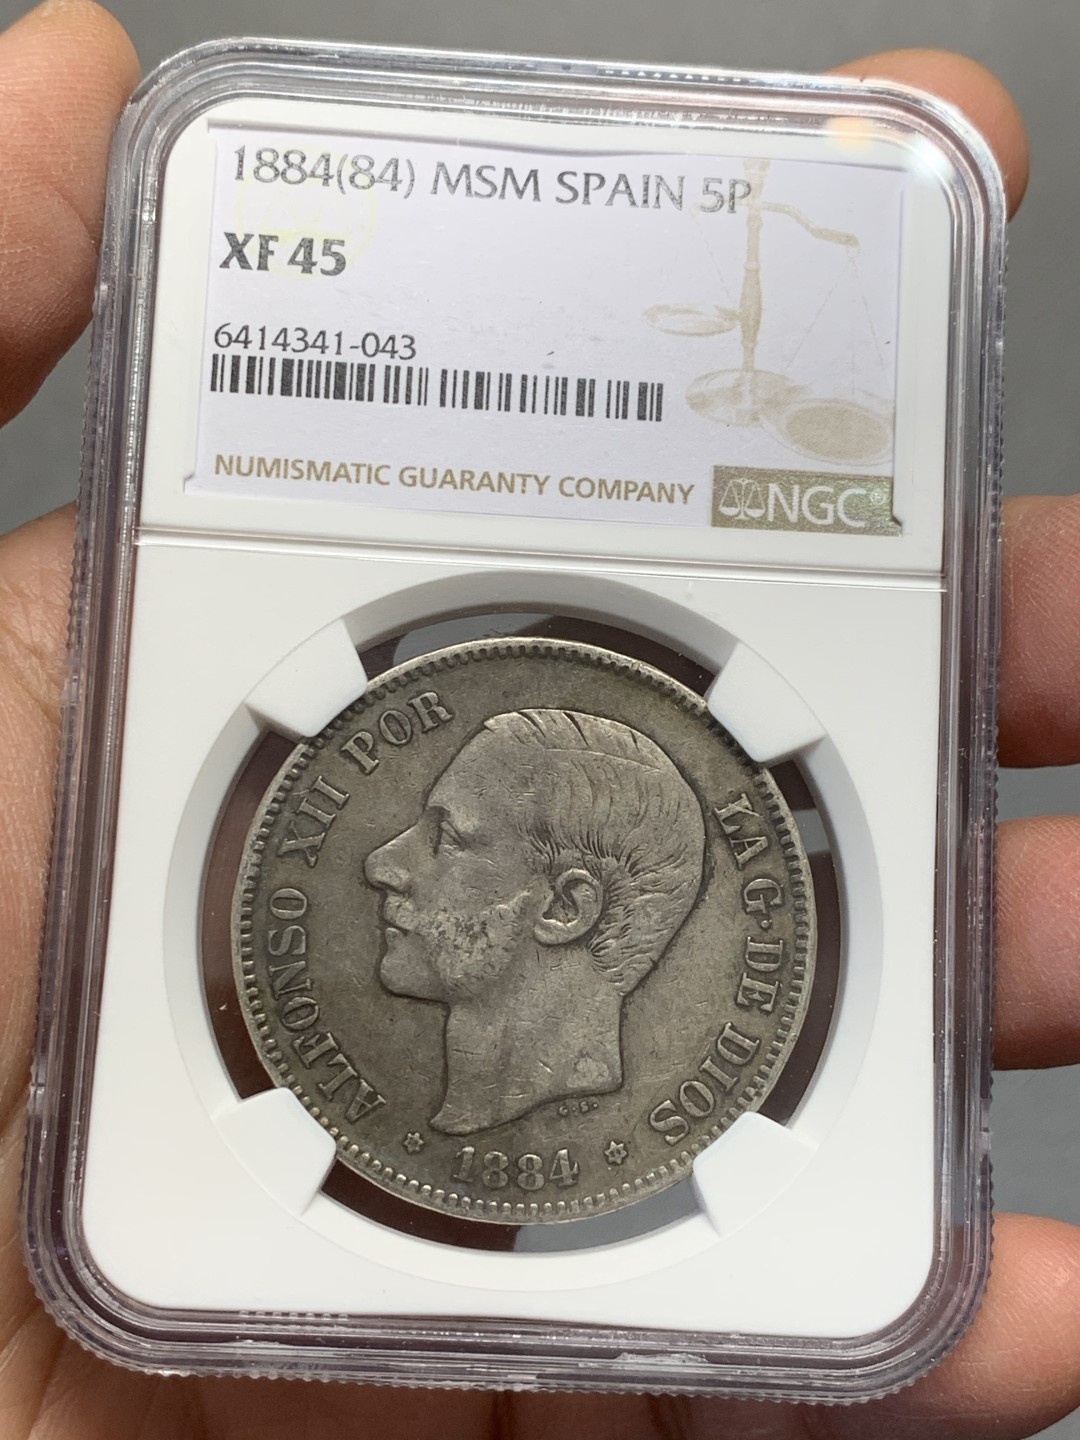 1884(84) MSM SPAIN 5P
XF 45
6414341-043
NUMISMATIC GUARANTY COMPANY
NGC®
ALFONSO XII POR
LA G· DE DIOS
G.S.
1884